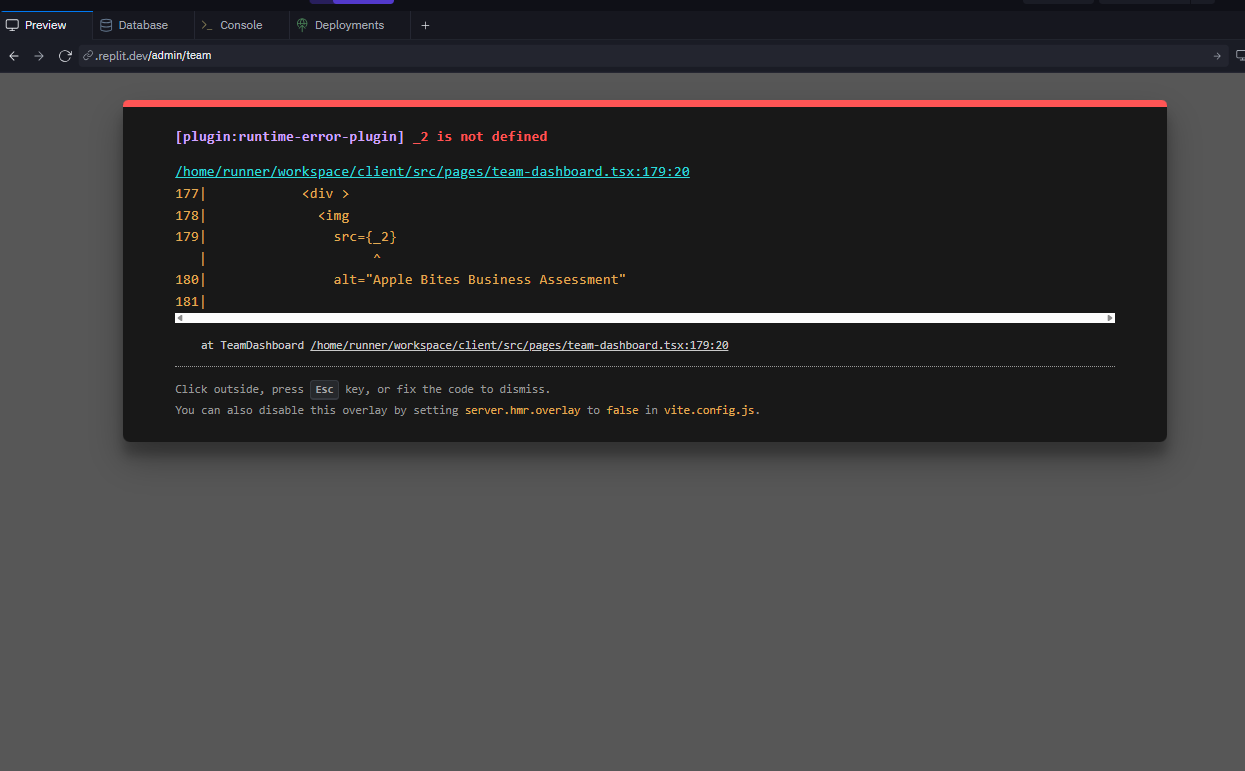 Preview Database Console Deployments +
.replit.dev/admin/team
[plugin:runtime-error-plugin] _2 is not defined
/home/runner/workspace/client/src/pages/team-dashboard.tsx:179:20
177| <div >
178| <img
179| src={_2}
| ^
180| alt="Apple Bites Business Assessment"
181|
at TeamDashboard /home/runner/workspace/client/src/pages/team-dashboard.tsx:179:20
Click outside, press Esc key, or fix the code to dismiss.
You can also disable this overlay by setting server.hmr.overlay to false in vite.config.js.